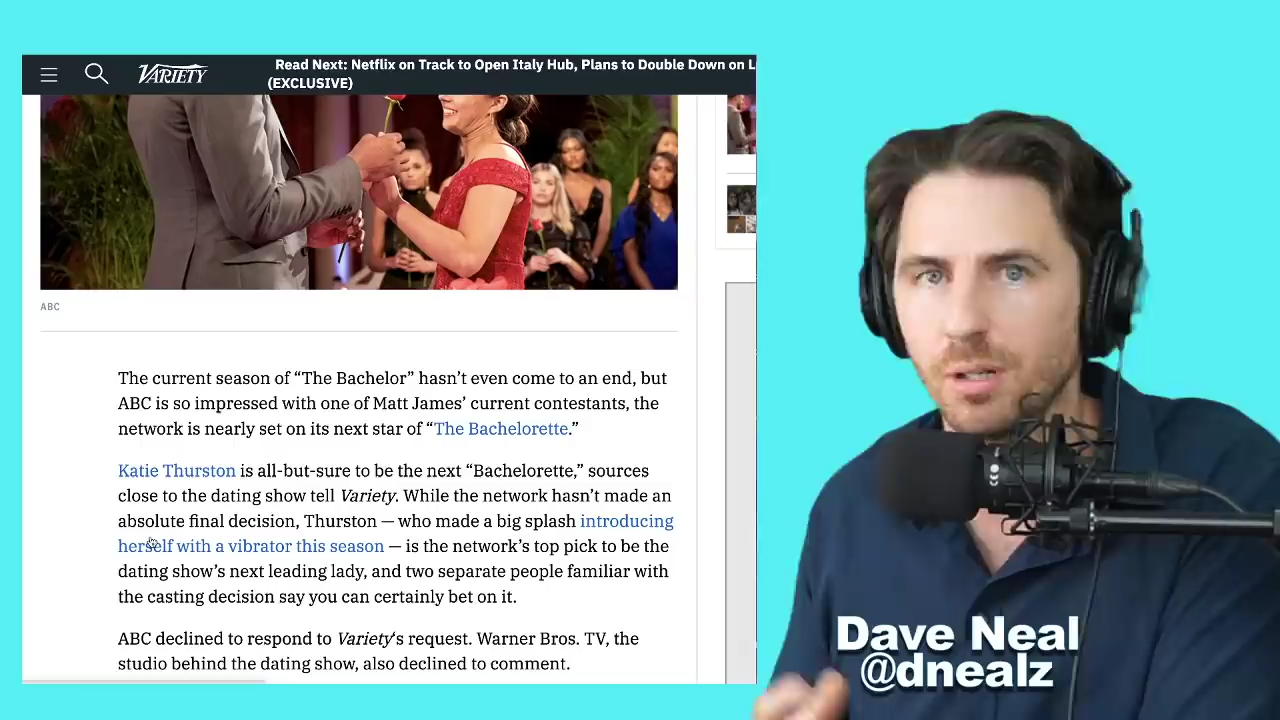 VARIETY
Read Next: Netflix on Track to Open Italy Hub, Plans to Double Down on L
(EXCLUSIVE)
ABC
The current season of “The Bachelor” hasn’t even come to an end, but
ABC is so impressed with one of Matt James’ current contestants, the
network is nearly set on its next star of “The Bachelorette.”
Katie Thurston is all-but-sure to be the next “Bachelorette,” sources
close to the dating show tell Variety. While the network hasn’t made an
absolute final decision, Thurston — who made a big splash introducing
herself with a vibrator this season — is the network’s top pick to be the
dating show’s next leading lady, and two separate people familiar with
the casting decision say you can certainly bet on it.
ABC declined to respond to Variety‘s request. Warner Bros. TV, the
studio behind the dating show, also declined to comment.
Dave Neal
@dnealz